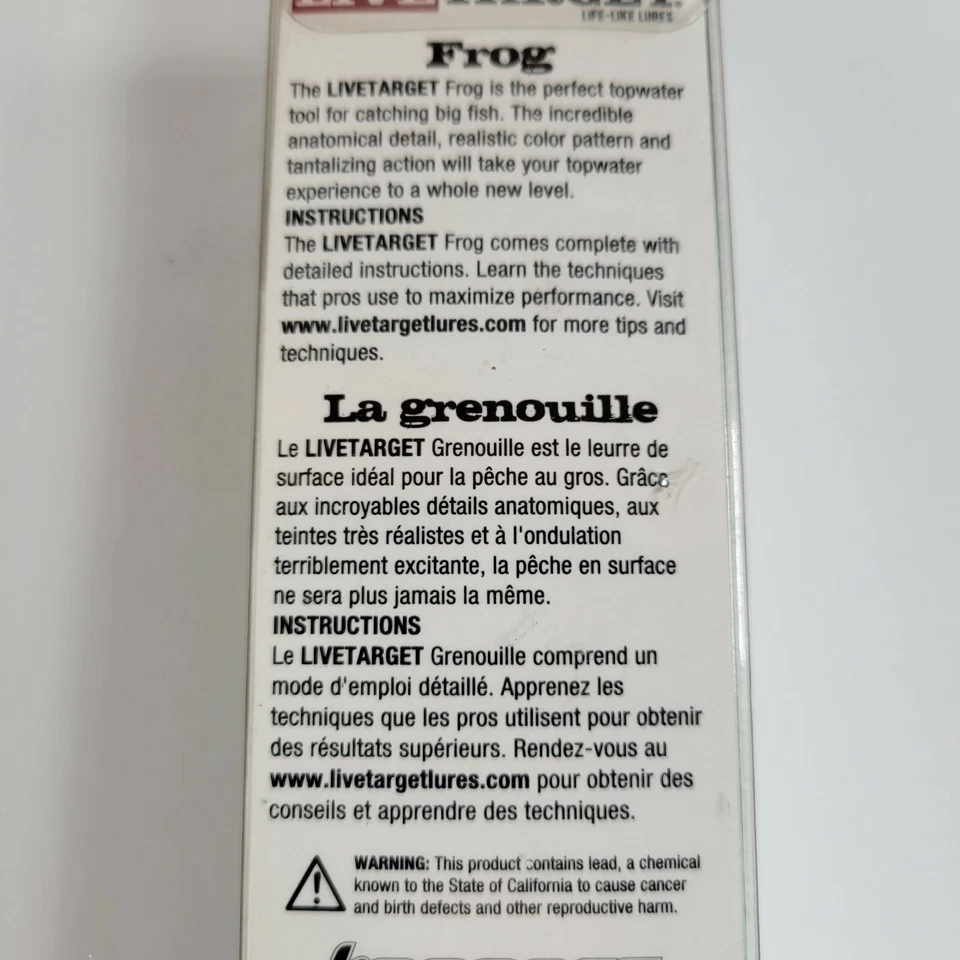 LIVETARGET
LIFE-LIKE LURES
Frog
The LIVETARGET Frog is the perfect topwater
tool for catching big fish. The incredible
anatomical detail, realistic color pattern and
tantalizing action will take your topwater
experience to a whole new level.
INSTRUCTIONS
The LIVETARGET Frog comes complete with
detailed instructions. Learn the techniques
that pros use to maximize performance. Visit
www.livetargetlures.com for more tips and
techniques.
La grenouille
Le LIVETARGET Grenouille est le leurre de
surface idéal pour la pêche au gros. Grâce
aux incroyables détails anatomiques, aux
teintes très réalistes et à l'ondulation
terriblement excitante, la pêche en surface
ne sera plus jamais la même.
INSTRUCTIONS
Le LIVETARGET Grenouille comprend un
mode d'emploi détaillé. Apprenez les
techniques que les pros utilisent pour obtenir
des résultats supérieurs. Rendez-vous au
www.livetargetlures.com pour obtenir des
conseils et apprendre des techniques.
WARNING: This product contains lead, a chemical
known to the State of California to cause cancer
and birth defects and other reproductive harm.